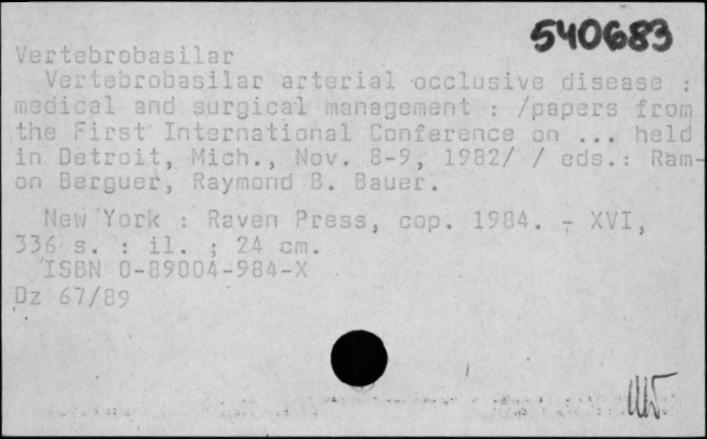 540683
Vertebrobasilar
Vertebrobasilar arterial occlusive disease :
medical and surgical management : /papers from
the First International Conference on ... held
in Detroit, Mich., Nov. 8-9, 1982/ / eds.: Ram-
on Berguer, Raymond B. Bauer.
New York : Raven Press, cop. 1984. - XVI,
336 s. : il. ; 24 cm.
ISBN 0-89004-984-X
Dz 67/89